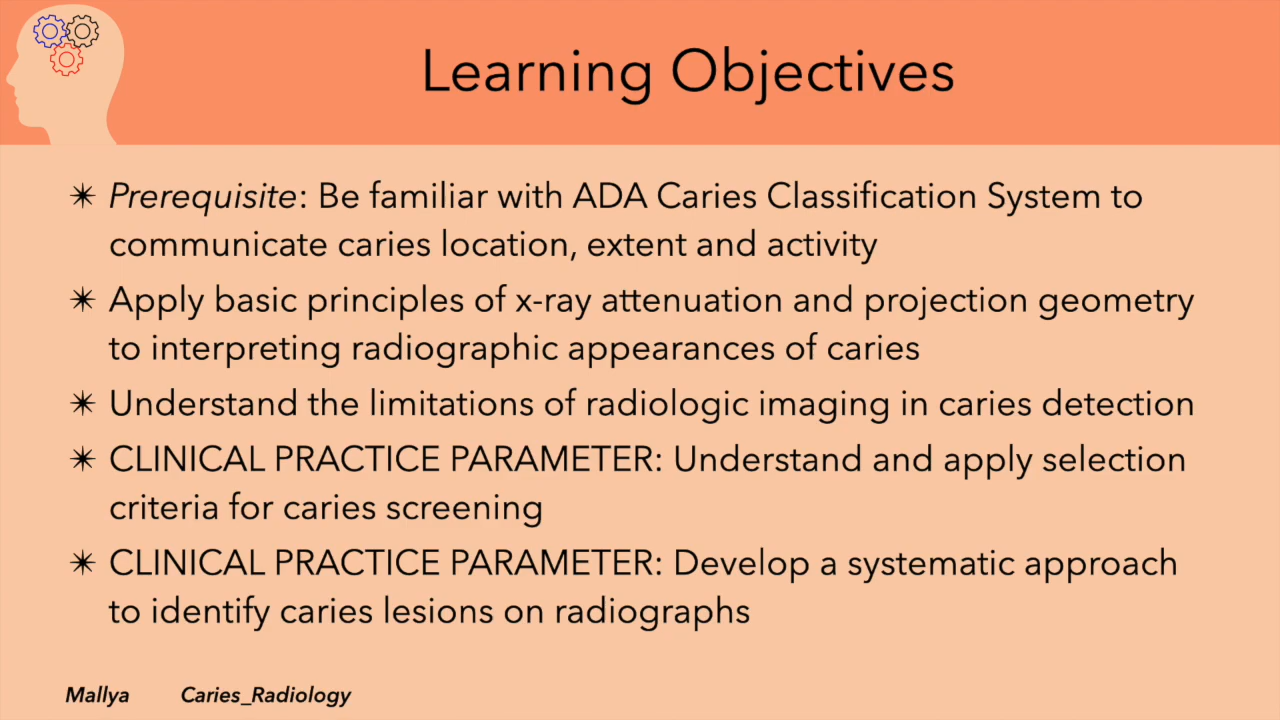 Learning Objectives
✴ Prerequisite: Be familiar with ADA Caries Classification System to
communicate caries location, extent and activity
✴ Apply basic principles of x-ray attenuation and projection geometry
to interpreting radiographic appearances of caries
✴ Understand the limitations of radiologic imaging in caries detection
✴ CLINICAL PRACTICE PARAMETER: Understand and apply selection
criteria for caries screening
✴ CLINICAL PRACTICE PARAMETER: Develop a systematic approach
to identify caries lesions on radiographs
Mallya Caries_Radiology